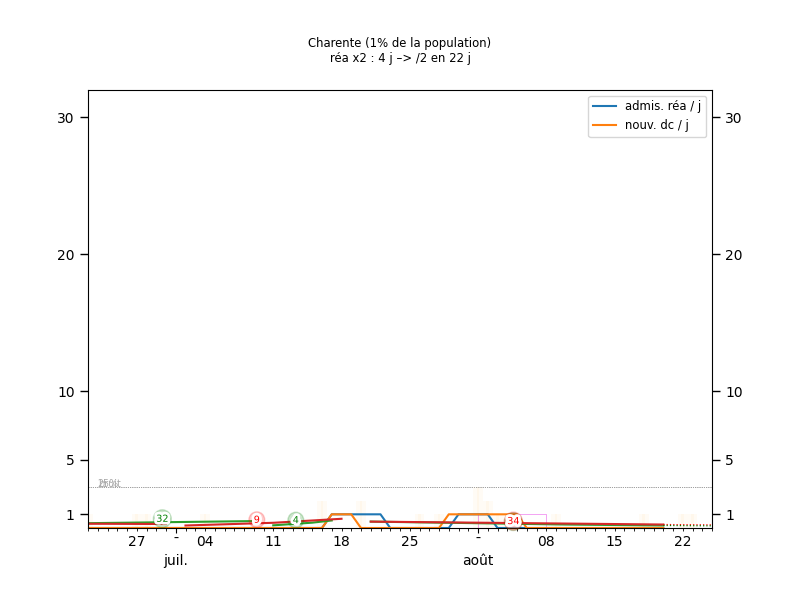 Charente (1% de la population)
réa x2 : 4 j –> /2 en 22 j
admis. réa / j
nouv. dc / j
30 30
20 20
10 10
5 5
1 1
32 9 4 34
27 - 04 11 18 25 - 08 15 22
juil. août